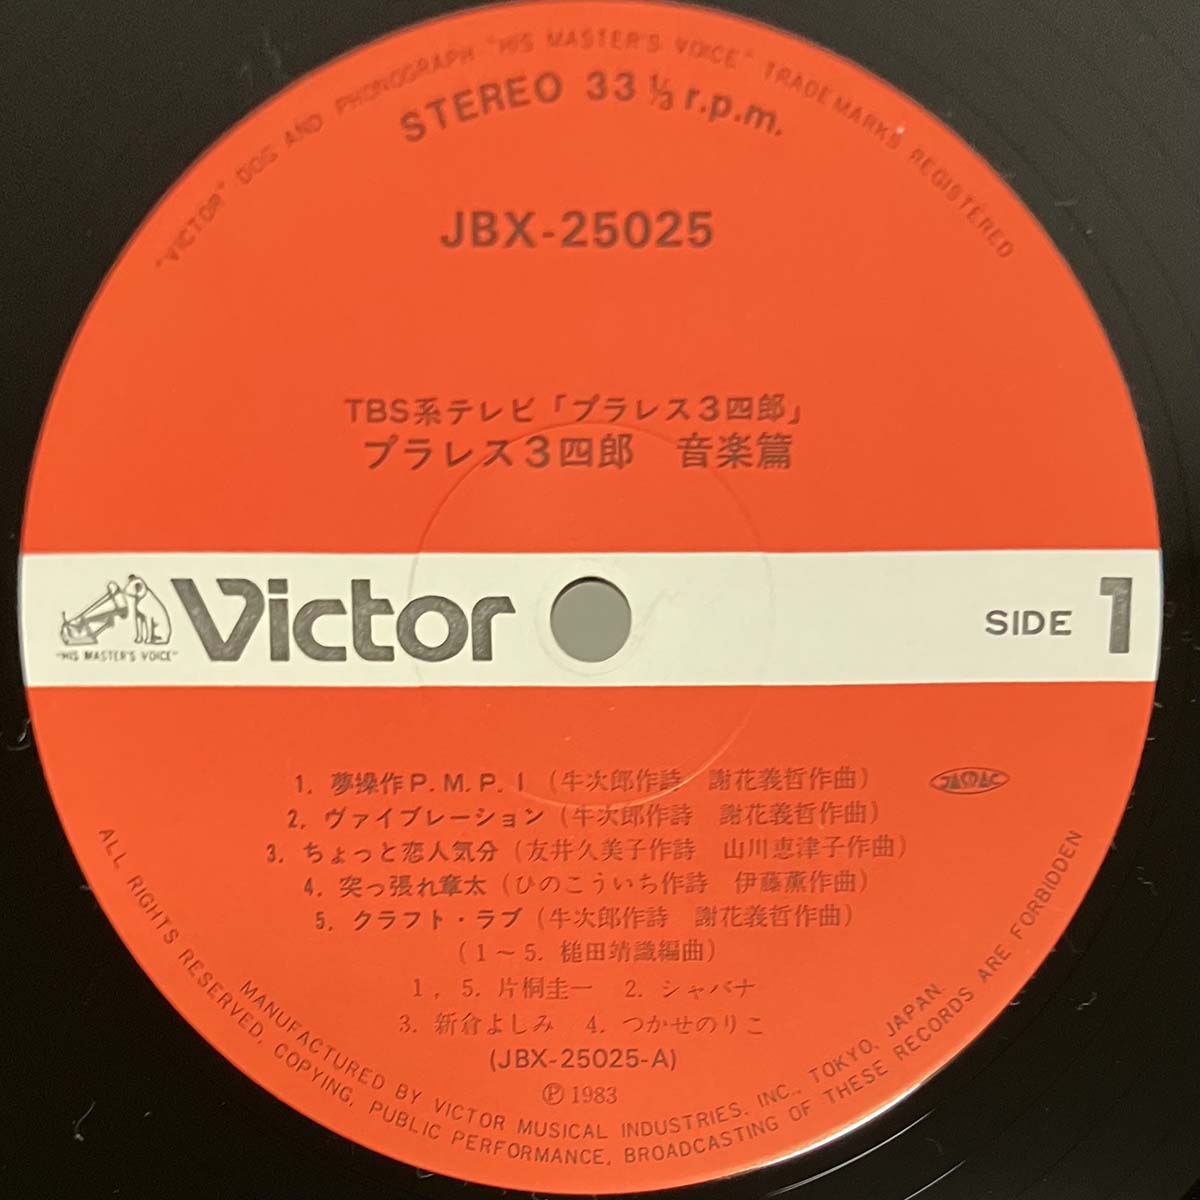 "VICTOR" DOG AND PHONOGRAPH "HIS MASTER'S VOICE" TRADE MARKS REGISTERED
STEREO 33 1/3 r.p.m.
JBX-25025
TBS系テレビ「プラレス3四郎」
プラレス3四郎 音楽篇
"HIS MASTER'S VOICE"
Victor
SIDE 1
1. 夢操作P.M.P.I (牛次郎作詩 謝花義哲作曲)
JASRAC
2. ヴァイブレーション (牛次郎作詩 謝花義哲作曲)
3. ちょっと恋人気分 (友井久美子作詩 山川恵津子作曲)
4. 突っ張れ章太 (ひのこういち作詩 伊藤薫作曲)
5. クラフト・ラブ (牛次郎作詩 謝花義哲作曲)
(1〜5. 槌田靖識編曲)
1, 5. 片桐圭一 2. シャバナ
3. 新倉よしみ 4. つかせのりこ
(JBX-25025-A)
Ⓟ 1983
MANUFACTURED BY VICTOR MUSICAL INDUSTRIES, INC., TOKYO, JAPAN.
ALL RIGHTS RESERVED. COPYING, PUBLIC PERFORMANCE, BROADCASTING OF THESE RECORDS ARE FORBIDDEN